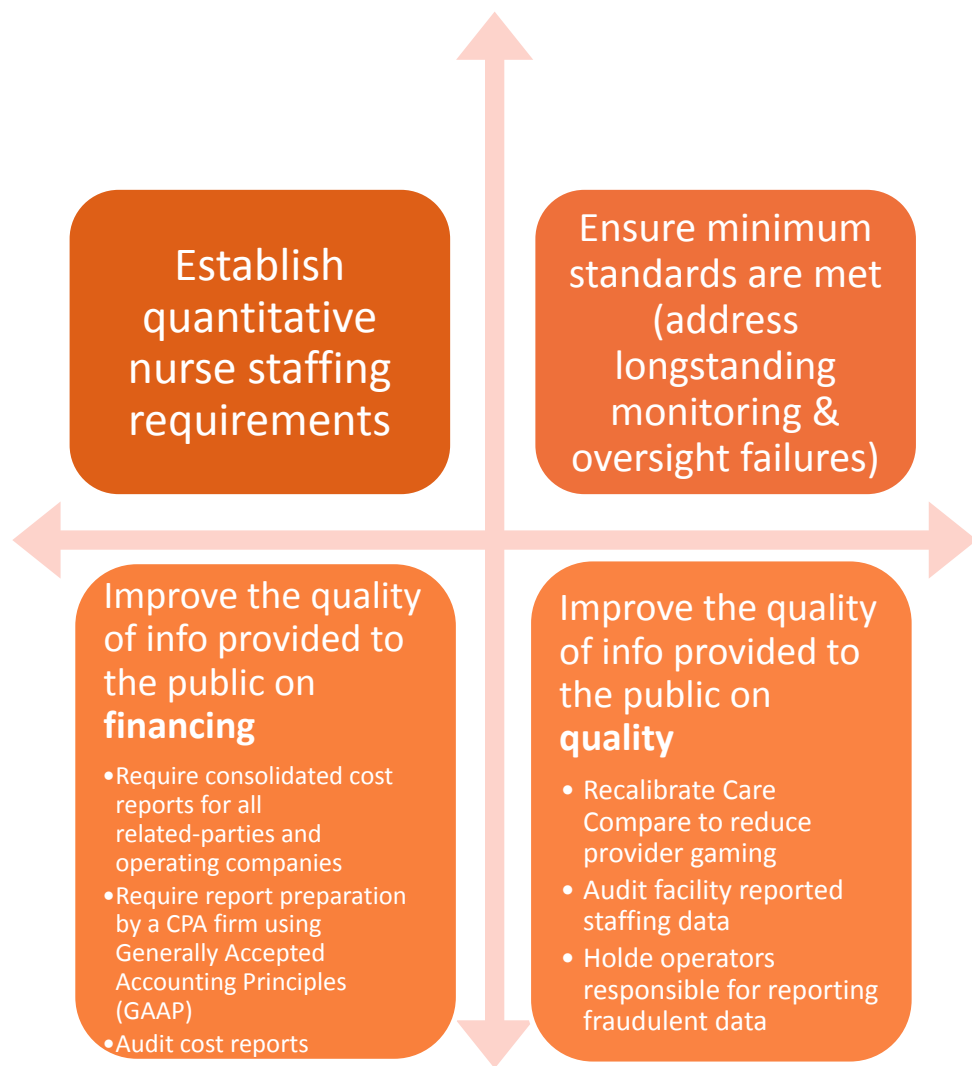 Establish
quantitative
nurse staffing
requirements
Ensure minimum
standards are met
(address
longstanding
monitoring &
oversight failures)
Improve the quality
of info provided to
the public on
financing
•Require consolidated cost
reports for all
related-parties and
operating companies
•Require report preparation
by a CPA firm using
Generally Accepted
Accounting Principles
(GAAP)
•Audit cost reports
Improve the quality
of info provided to
the public on
quality
• Recalibrate Care
Compare to reduce
provider gaming
• Audit facility reported
staffing data
• Holde operators
responsible for reporting
fraudulent data